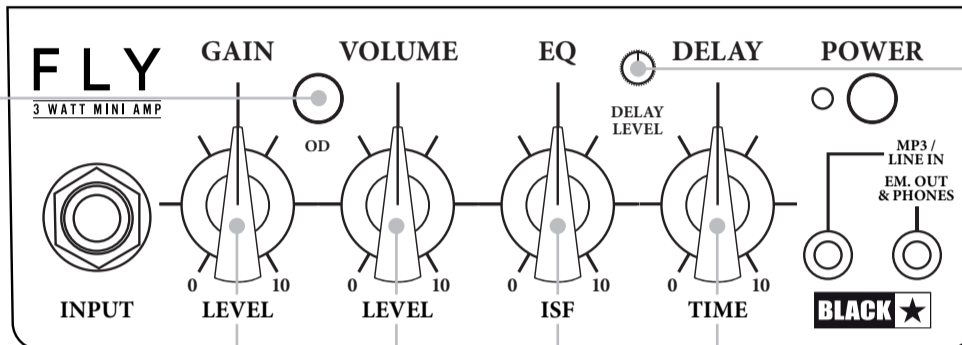 FLY
3 WATT MINI AMP
GAIN
VOLUME
EQ
DELAY
POWER
OD
DELAY
LEVEL
MP3 /
LINE IN
EM. OUT
& PHONES
0 10
0 10
0 10
0 10
INPUT
LEVEL
LEVEL
ISF
TIME
BLACK★